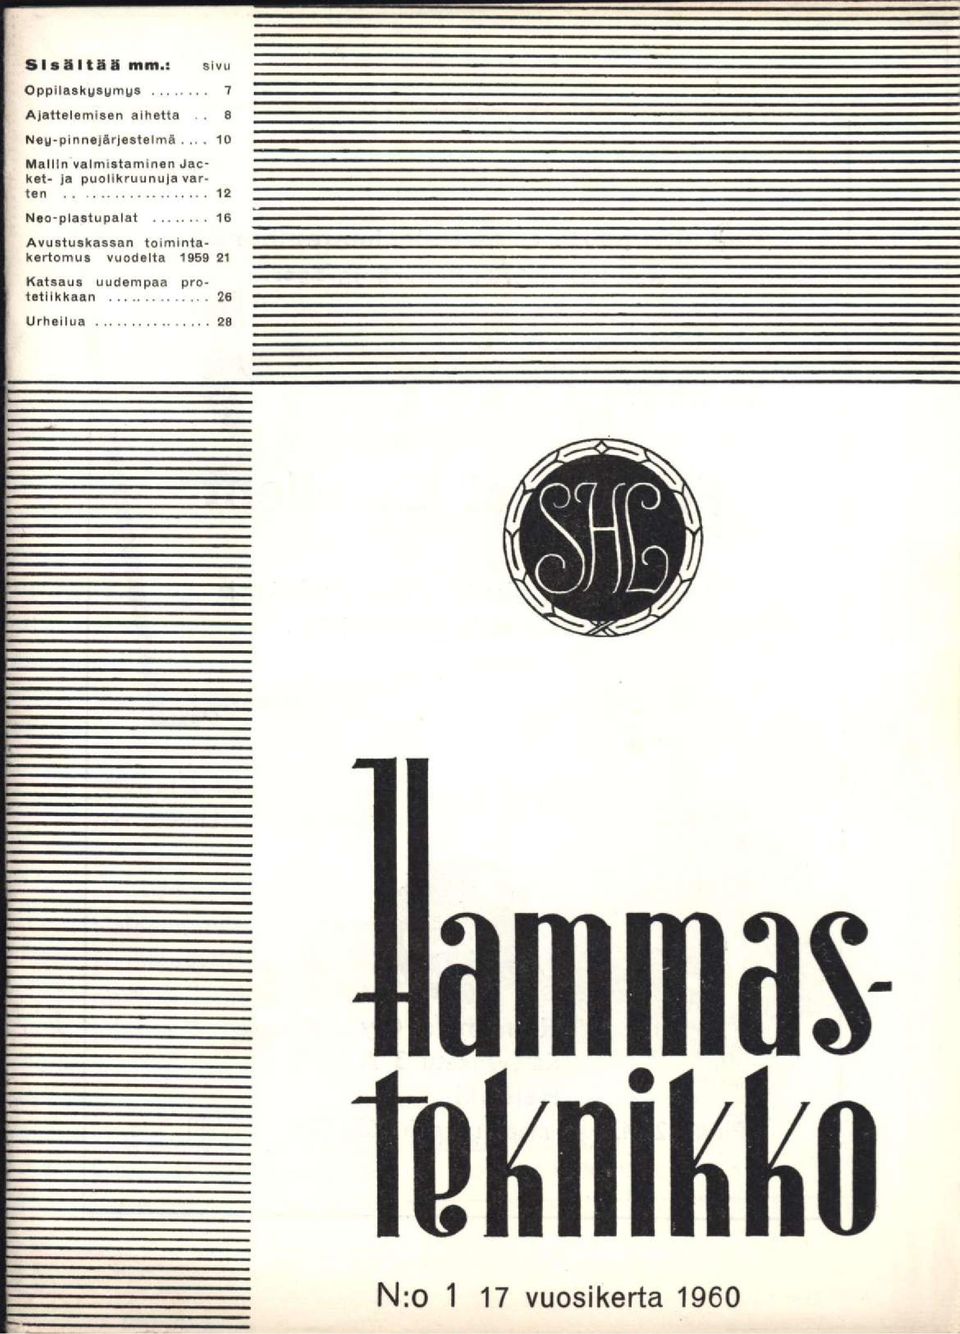 Sisältää mm.: sivu
Oppilaskysymys ........ 7
Ajattelemisen aihetta .. 8
Ney-pinnejärjestelmä .... 10
Mallin valmistaminen Jac-
ket- ja puolikruunuja var-
ten .................. 12
Neo-plastupalat ........ 16
Avustuskassan toiminta-
kertomus vuodelta 1959 21
Katsaus uudempaa pro-
tetiikkaan .............. 26
Urheilua ................ 28
SHL
Hammas-
teknikko
N:o 1 17 vuosikerta 1960